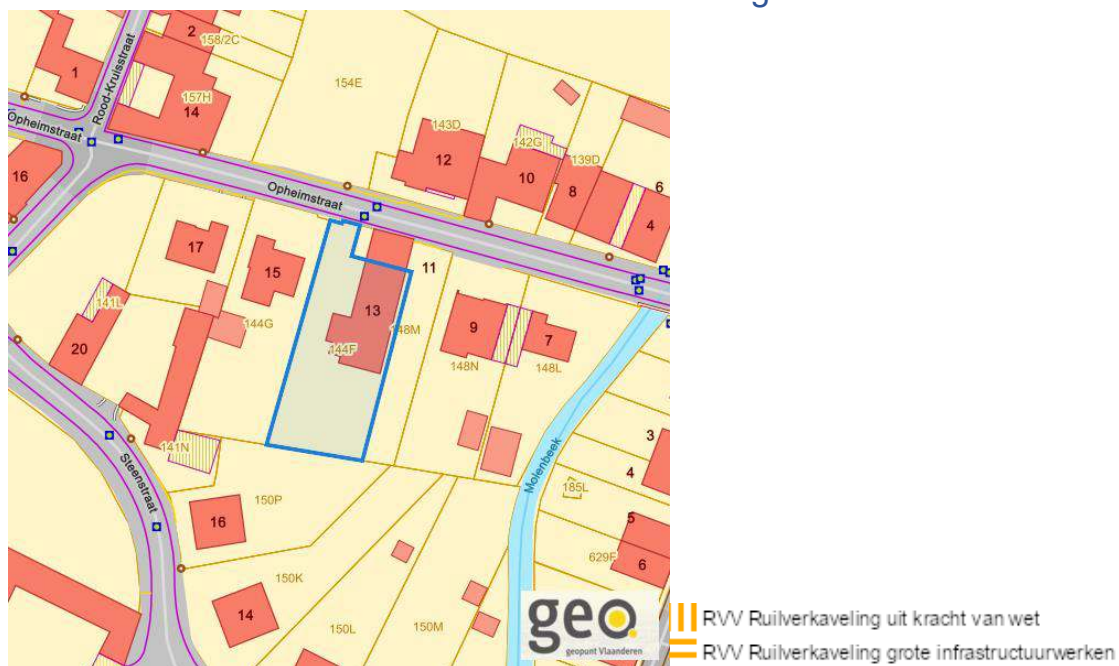 g
2
158/2C
1
Rood-Kruisstraat
154E
157H
14
Opheimstraat
143D
142G
12
139D
16
10
8
6
Opheimstraat
4
17
15
11
13
141L
144G
148M
9
7
20
144F
148N
148L
141N
3
Molenbeek
4
Steenstraat
185L
150P
16
5
629E
6
150K
14
150L
150M
geo.
geopunt Vlaanderen
RVV Ruilverkaveling uit kracht van wet
RVV Ruilverkaveling grote infrastructuurwerken